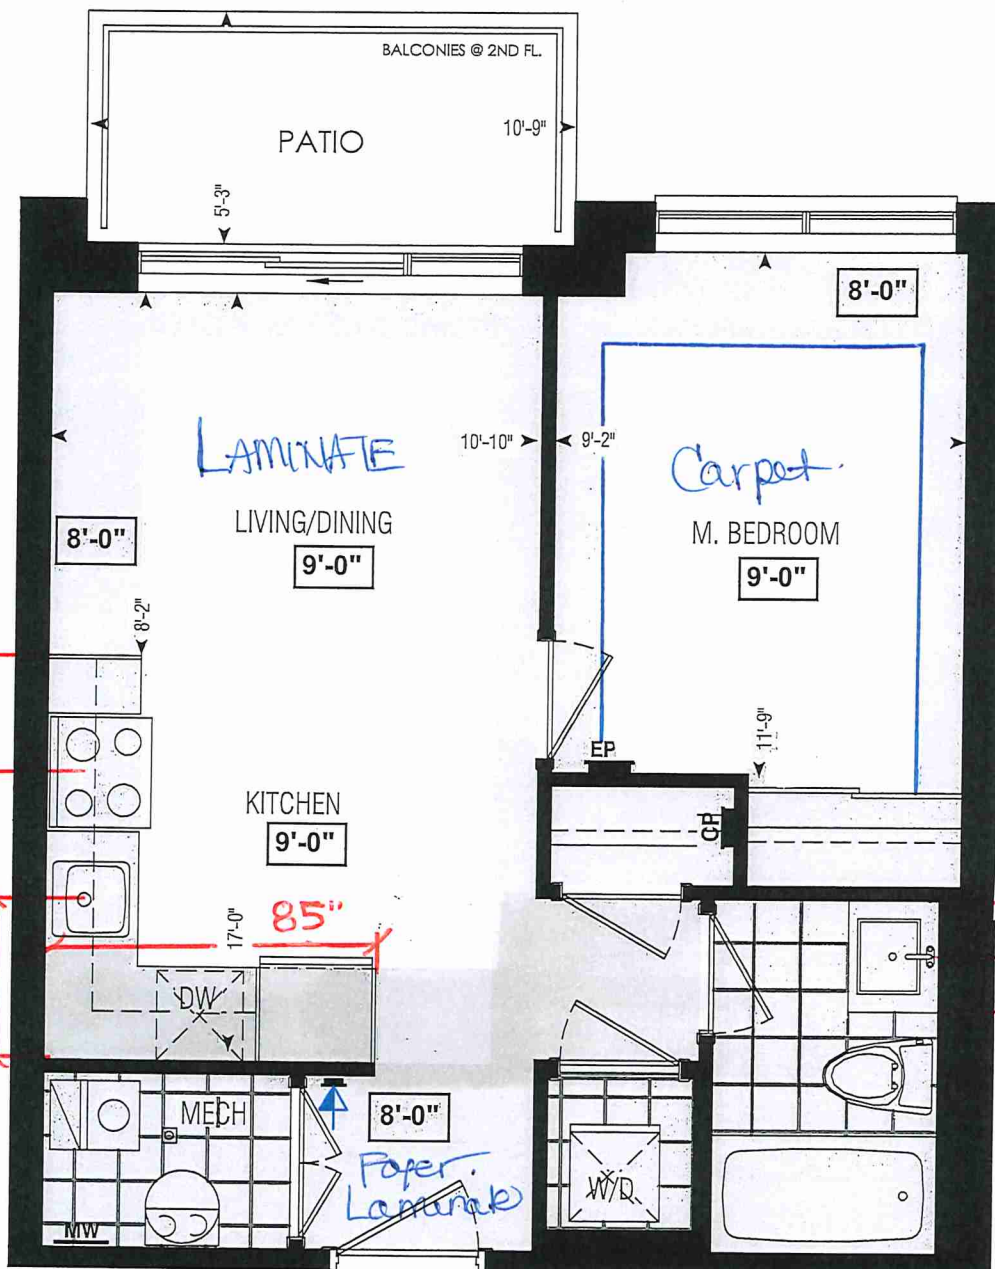 BALCONIES @ 2ND FL.
PATIO
10'-9"
5'-3"
8'-0"
LAMINATE
10'-10"
9'-2"
Carpet.
LIVING/DINING
9'-0"
8'-0"
M. BEDROOM
9'-0"
8'-2"
11'-9"
EP
KITCHEN
9'-0"
CP
85"
17'-0"
DW
MECH
8'-0"
Foyer.
Laminate
W/D
MW